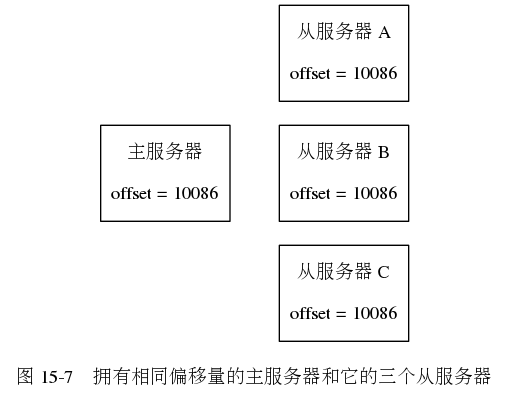 从服务器 A
offset = 10086
主服务器
offset = 10086
从服务器 B
offset = 10086
从服务器 C
offset = 10086
图 15-7 拥有相同偏移量的主服务器和它的三个从服务器